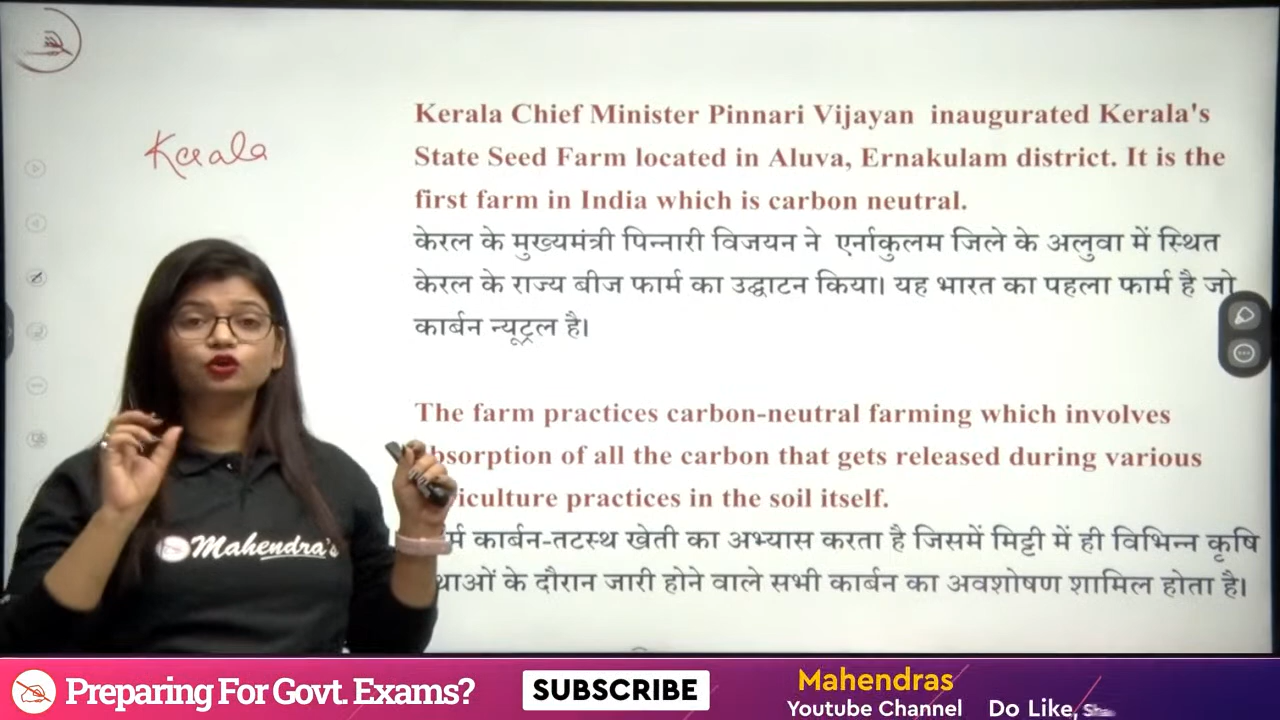 Kerala
Kerala Chief Minister Pinnari Vijayan inaugurated Kerala's
State Seed Farm located in Aluva, Ernakulam district. It is the
first farm in India which is carbon neutral.
केरल के मुख्यमंत्री पिन्नारी विजयन ने एर्नाकुलम जिले के अलुवा में स्थित
केरल के राज्य बीज फार्म का उद्घाटन किया। यह भारत का पहला फार्म है जो
कार्बन न्यूट्रल है।
The farm practices carbon-neutral farming which involves
bsorption of all the carbon that gets released during various
iculture practices in the soil itself.
र्म कार्बन-तटस्थ खेती का अभ्यास करता है जिसमें मिट्टी में ही विभिन्न कृषि
थाओं के दौरान जारी होने वाले सभी कार्बन का अवशोषण शामिल होता है।
Mahendra's
Preparing For Govt. Exams?
SUBSCRIBE
Mahendras
Youtube Channel Do Like,